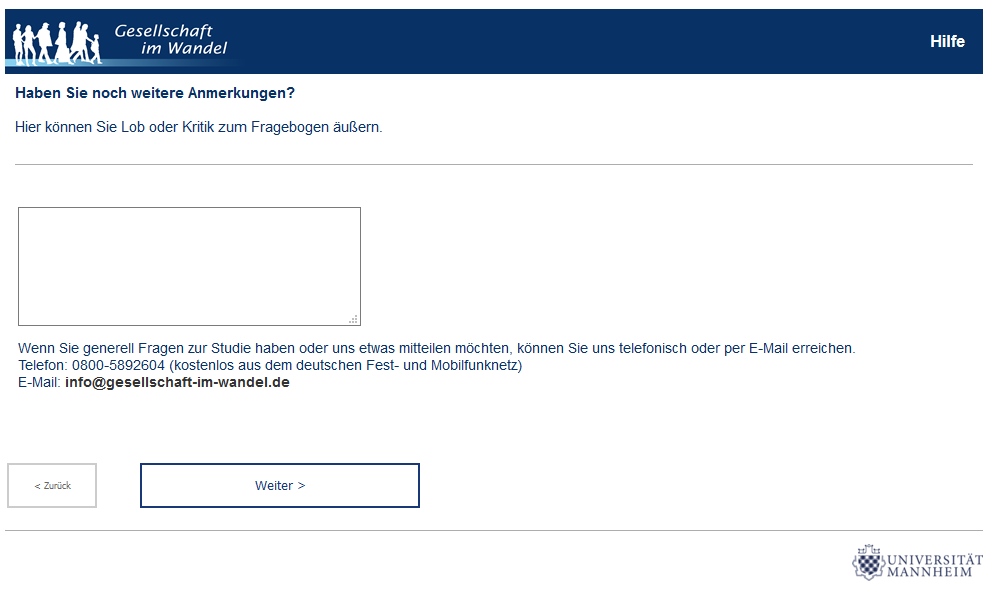 Gesellschaft
im Wandel
Hilfe
Haben Sie noch weitere Anmerkungen?
Hier können Sie Lob oder Kritik zum Fragebogen äußern.
Wenn Sie generell Fragen zur Studie haben oder uns etwas mitteilen möchten, können Sie uns telefonisch oder per E-Mail erreichen.
Telefon: 0800-5892604 (kostenlos aus dem deutschen Fest- und Mobilfunknetz)
E-Mail: info@gesellschaft-im-wandel.de
< Zurück
Weiter >
UNIVERSITÄT
MANNHEIM